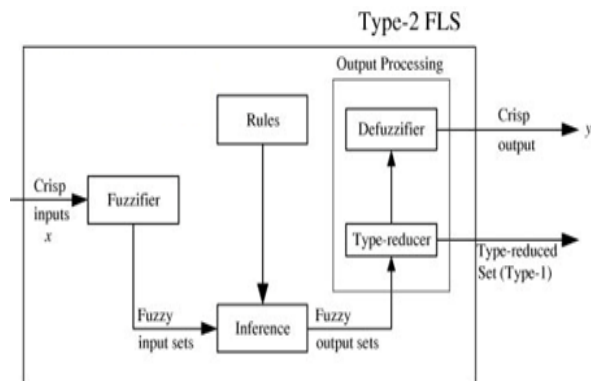 Type-2 FLS
Output Processing
Rules
Defuzzifier
Crisp
output
y
Crisp
inputs
x
Fuzzifier
Type-reducer
Type-reduced
Set (Type-1)
Fuzzy
input sets
Inference
Fuzzy
output sets